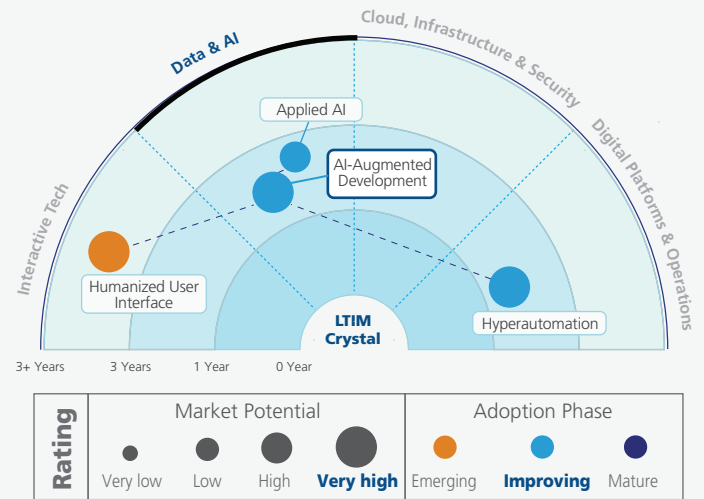 Cloud, Infrastructure & Security
Data & AI
Applied AI
AI-Augmented
Development
Digital Platforms & Operations
Interactive Tech
Humanized User
Interface
Hyperautomation
LTIM
Crystal
3+ Years
3 Years
1 Year
0 Year
Rating
Market Potential
Adoption Phase
Very low
Low
High
Very high
Emerging
Improving
Mature